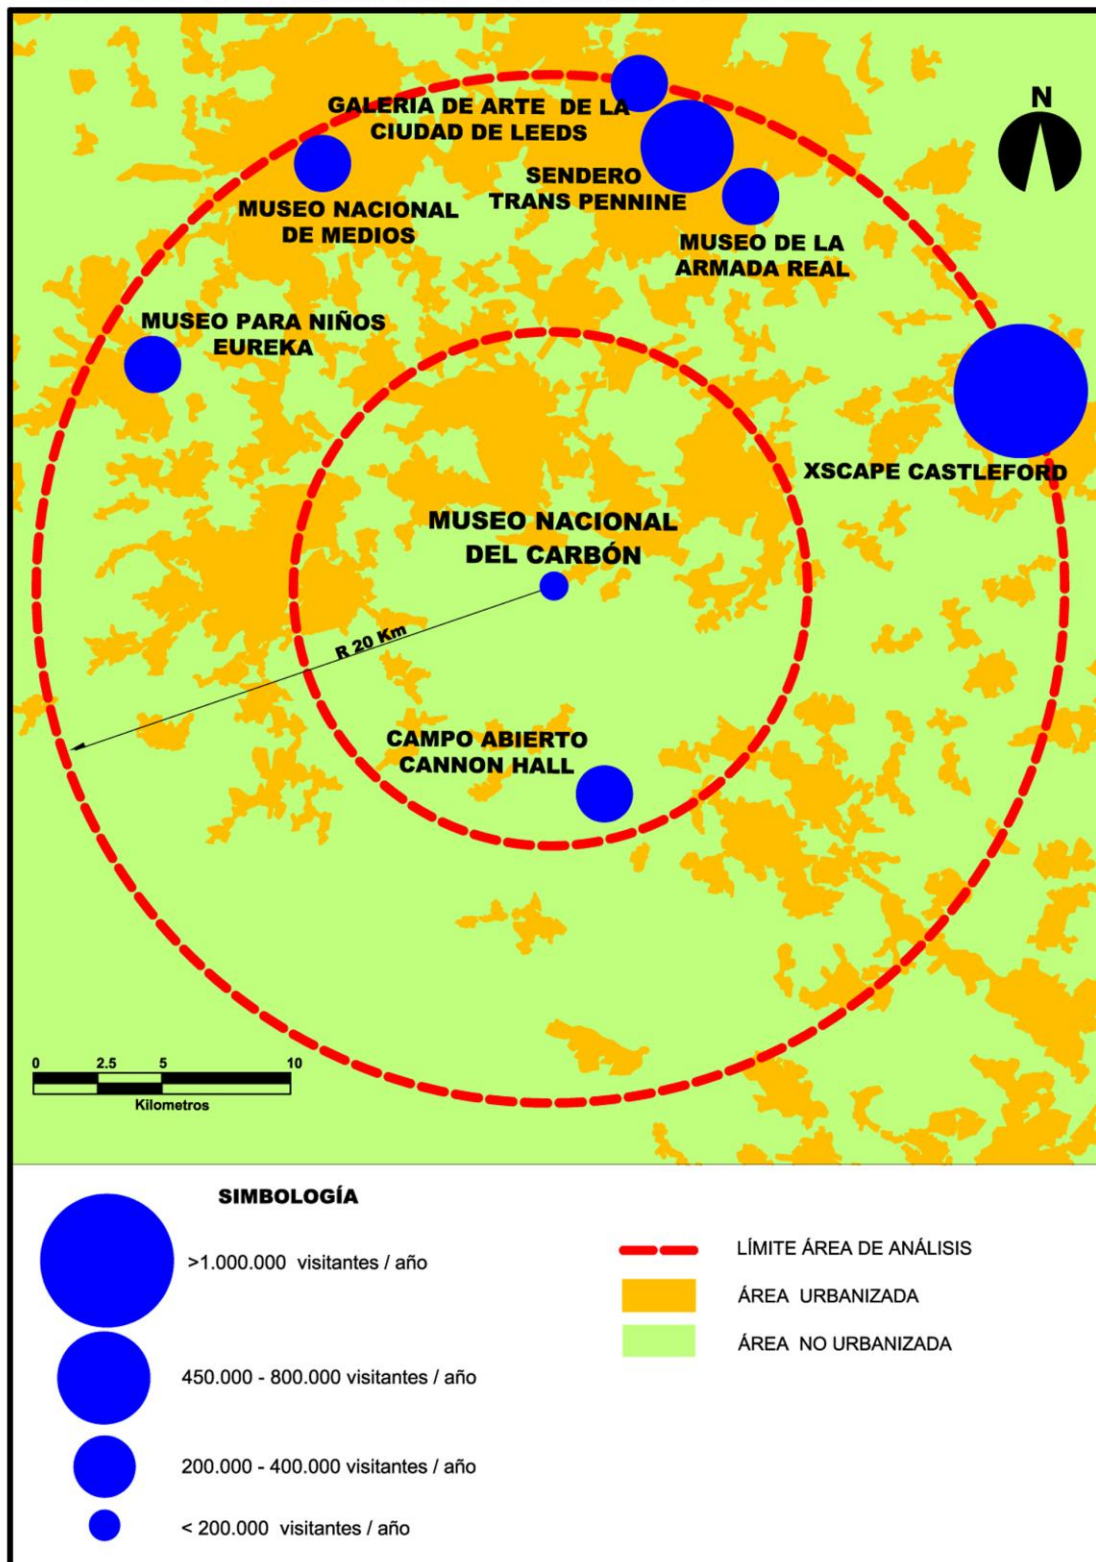 N
GALERIA DE ARTE DE LA
CIUDAD DE LEEDS
SENDERO
TRANS PENNINE
MUSEO NACIONAL
DE MEDIOS
MUSEO DE LA
ARMADA REAL
MUSEO PARA NIÑOS
EUREKA
XSCAPE CASTLEFORD
MUSEO NACIONAL
DEL CARBÓN
R 20 Km
CAMPO ABIERTO
CANNON HALL
0 2.5 5 10
Kilometros
SIMBOLOGÍA
>1.000.000 visitantes / año
450.000 - 800.000 visitantes / año
200.000 - 400.000 visitantes / año
< 200.000 visitantes / año
LÍMITE ÁREA DE ANÁLISIS
ÁREA URBANIZADA
ÁREA NO URBANIZADA